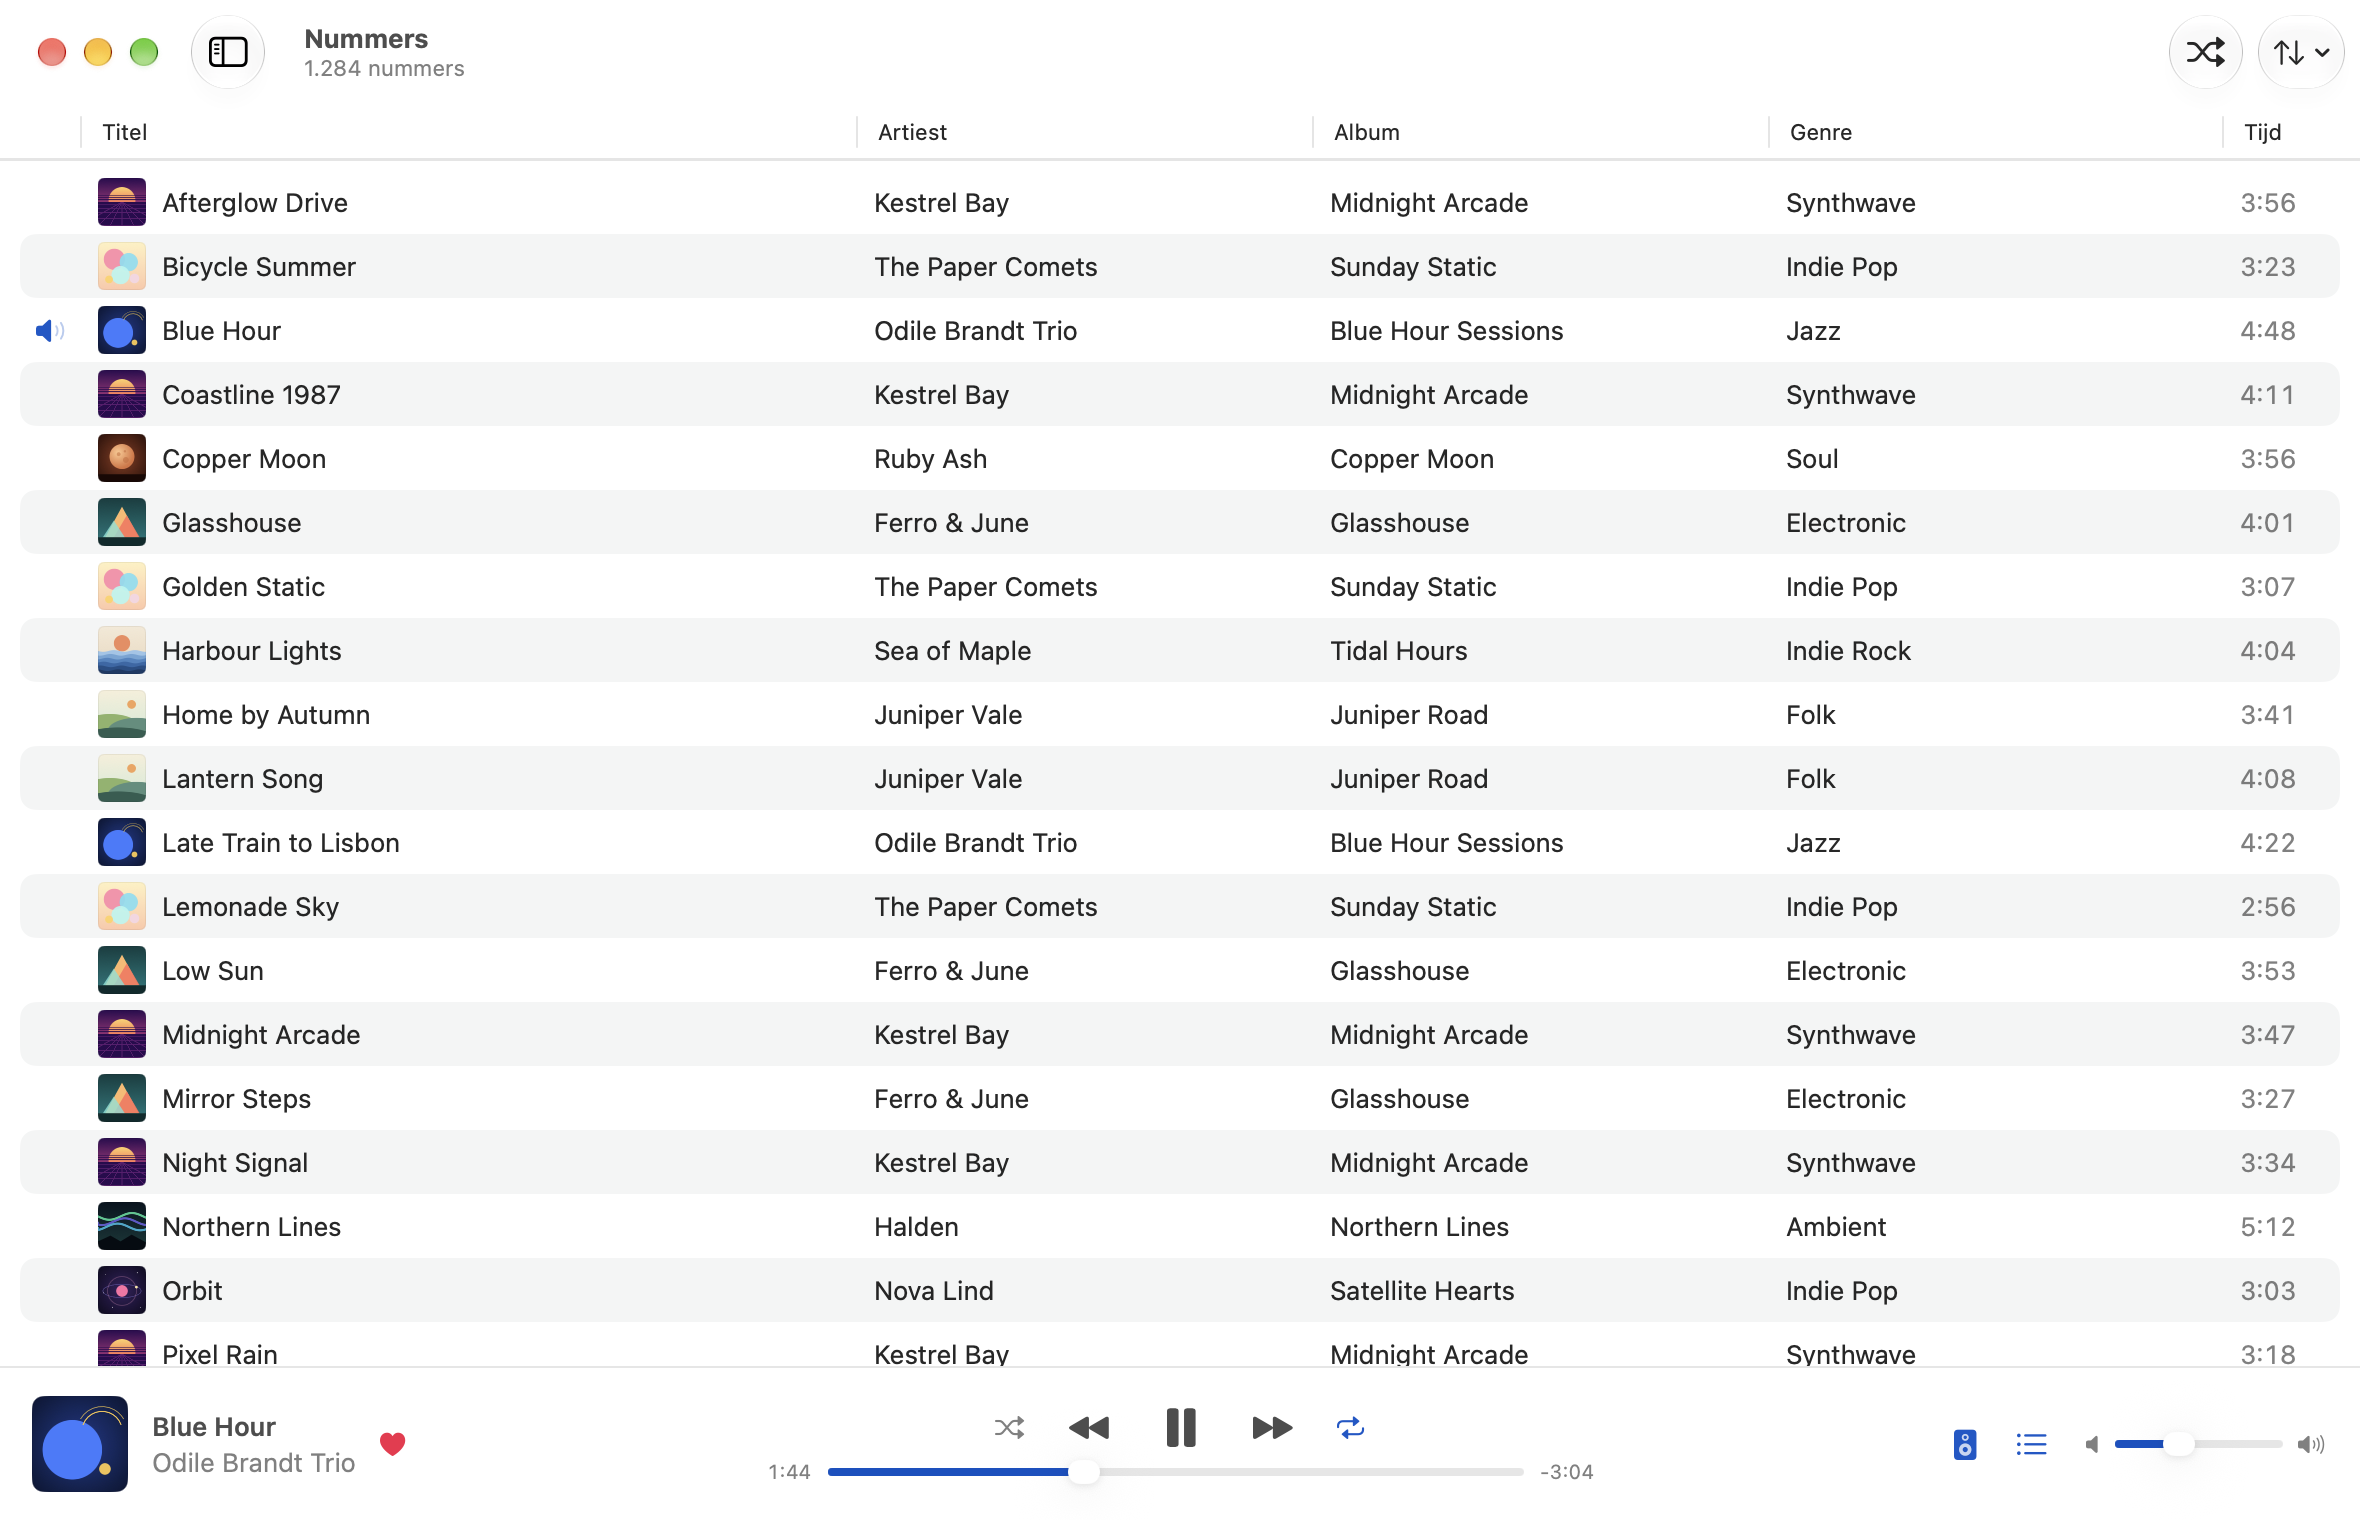 Nummers
1.284 nummers
Titel Artiest Album Genre Tijd
Afterglow Drive Kestrel Bay Midnight Arcade Synthwave 3:56
Bicycle Summer The Paper Comets Sunday Static Indie Pop 3:23
Blue Hour Odile Brandt Trio Blue Hour Sessions Jazz 4:48
Coastline 1987 Kestrel Bay Midnight Arcade Synthwave 4:11
Copper Moon Ruby Ash Copper Moon Soul 3:56
Glasshouse Ferro & June Glasshouse Electronic 4:01
Golden Static The Paper Comets Sunday Static Indie Pop 3:07
Harbour Lights Sea of Maple Tidal Hours Indie Rock 4:04
Home by Autumn Juniper Vale Juniper Road Folk 3:41
Lantern Song Juniper Vale Juniper Road Folk 4:08
Late Train to Lisbon Odile Brandt Trio Blue Hour Sessions Jazz 4:22
Lemonade Sky The Paper Comets Sunday Static Indie Pop 2:56
Low Sun Ferro & June Glasshouse Electronic 3:53
Midnight Arcade Kestrel Bay Midnight Arcade Synthwave 3:47
Mirror Steps Ferro & June Glasshouse Electronic 3:27
Night Signal Kestrel Bay Midnight Arcade Synthwave 3:34
Northern Lines Halden Northern Lines Ambient 5:12
Orbit Nova Lind Satellite Hearts Indie Pop 3:03
Pixel Rain Kestrel Bay Midnight Arcade Synthwave 3:18
Blue Hour
Odile Brandt Trio
1:44 -3:04